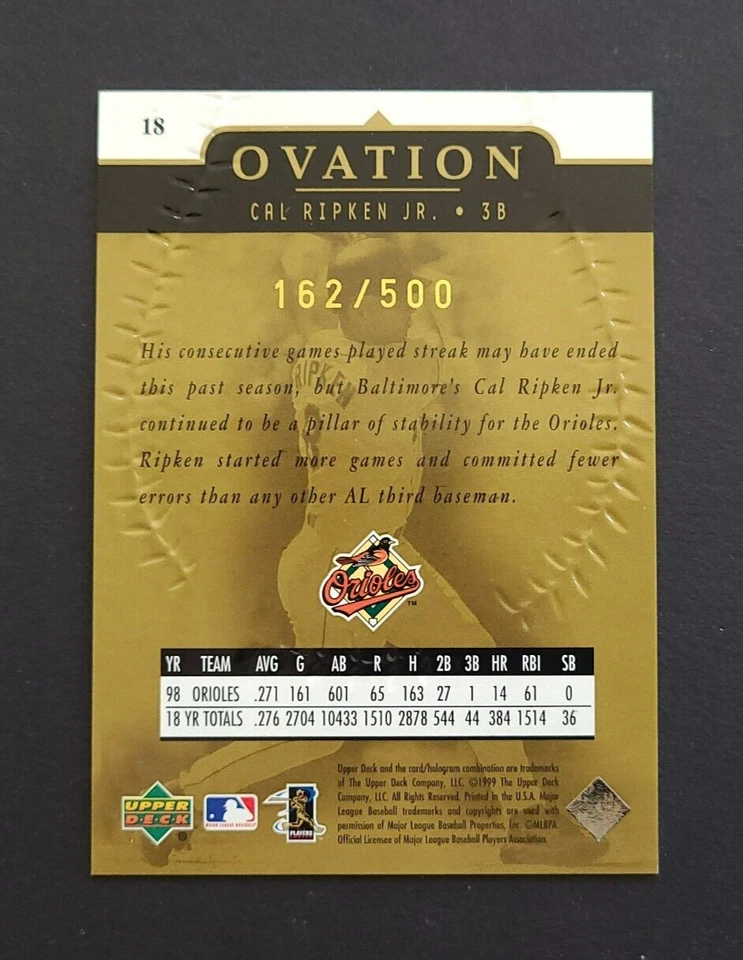 18
OVATION
CAL RIPKEN JR. • 3B
162/500
His consecutive games played streak may have ended
this past season, but Baltimore's Cal Ripken Jr.
continued to be a pillar of stability for the Orioles.
Ripken started more games and committed fewer
errors than any other AL third baseman.
RIPKEN
Orioles
TM
YR TEAM AVG G AB R H 2B 3B HR RBI SB
98 ORIOLES .271 161 601 65 163 27 1 14 61 0
18 YR TOTALS .276 2704 10433 1510 2878 544 44 384 1514 36
Upper Deck and the card/hologram combination are trademarks
of The Upper Deck Company, LLC. ©1999 The Upper Deck
Company, LLC. All Rights Reserved. Printed in the U.S.A. Major
League Baseball trademarks and copyrights are used with
permission of Major League Baseball Properties, Inc. ©MLBPA
Official Licensee of Major League Baseball Players Association.
UPPER
DECK
®
MAJOR LEAGUE BASEBALL
PLAYERS